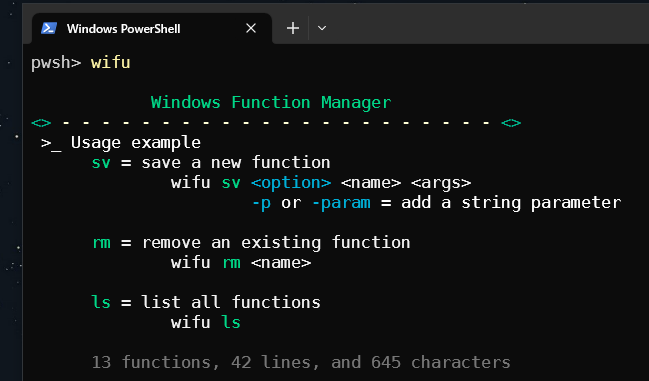 Windows PowerShell
pwsh> wifu
Windows Function Manager
<> - - - - - - - - - - - - - - - - - - - - - - <>
>_ Usage example
sv = save a new function
wifu sv <option> <name> <args>
-p or -param = add a string parameter
rm = remove an existing function
wifu rm <name>
ls = list all functions
wifu ls
13 functions, 42 lines, and 645 characters